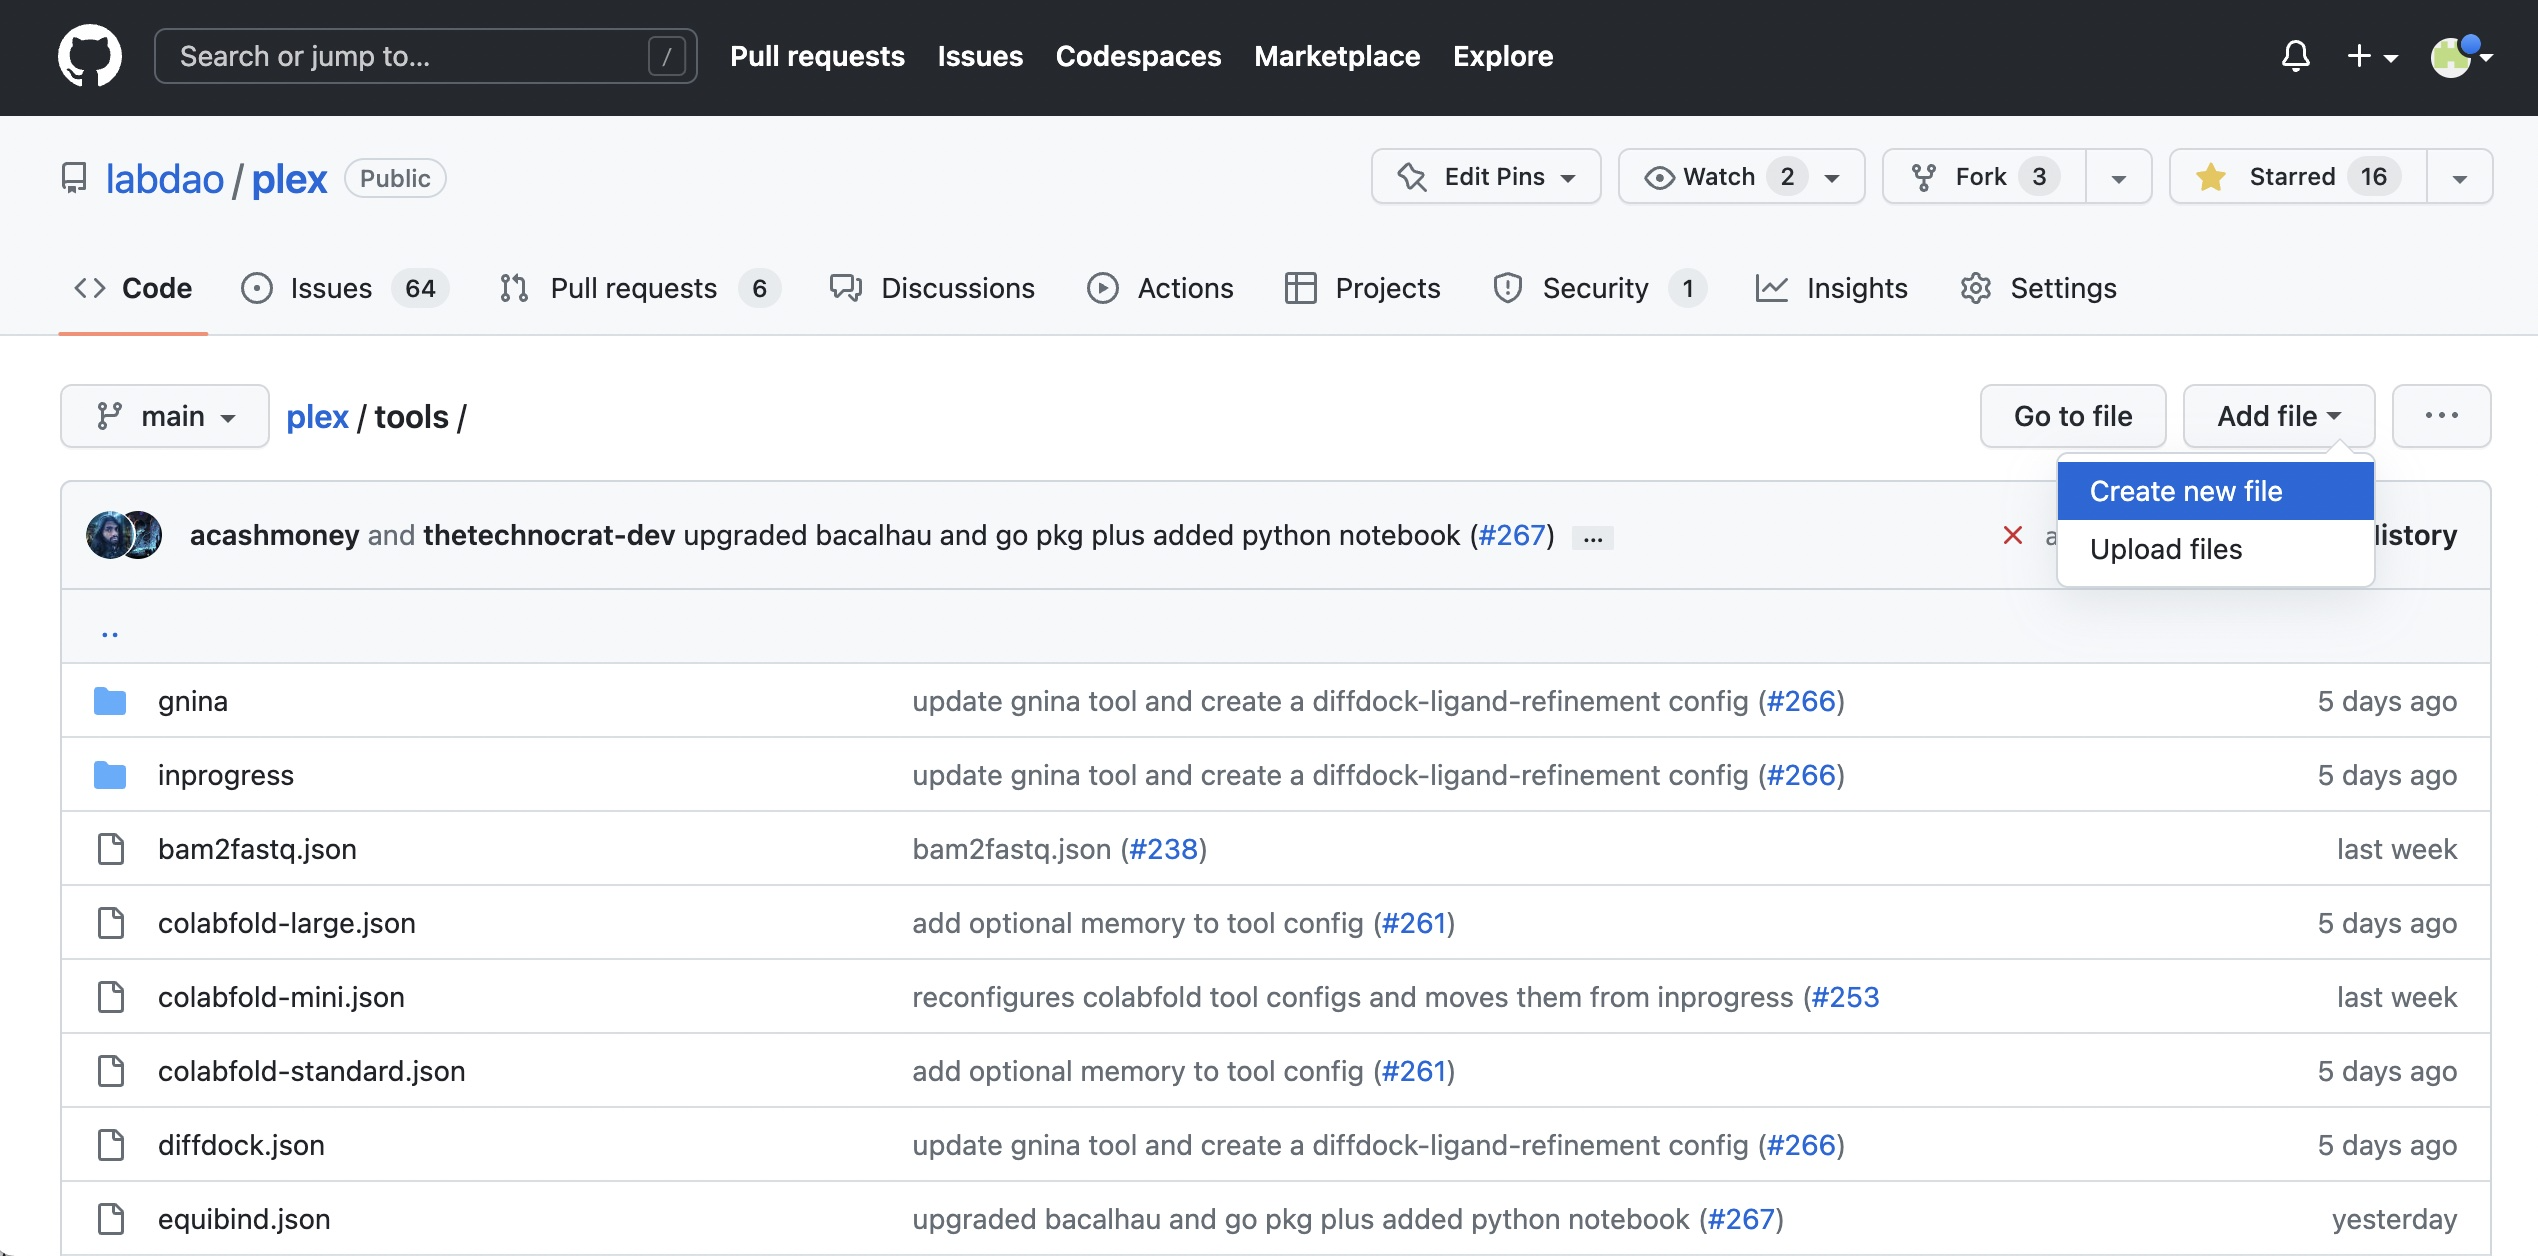 Search or jump to... / Pull requests Issues Codespaces Marketplace Explore
labdao / plex Public Edit Pins Watch 2 Fork 3 Starred 16
Code Issues 64 Pull requests 6 Discussions Actions Projects Security 1 Insights Settings
main plex / tools / Go to file Add file ...
Create new file
acashmoney and thetechnocrat-dev upgraded bacalhau and go pkg plus added python notebook (#267) ...
Upload files
..
gnina update gnina tool and create a diffdock-ligand-refinement config (#266) 5 days ago
inprogress update gnina tool and create a diffdock-ligand-refinement config (#266) 5 days ago
bam2fastq.json bam2fastq.json (#238) last week
colabfold-large.json add optional memory to tool config (#261) 5 days ago
colabfold-mini.json reconfigures colabfold tool configs and moves them from inprogress (#253 last week
colabfold-standard.json add optional memory to tool config (#261) 5 days ago
diffdock.json update gnina tool and create a diffdock-ligand-refinement config (#266) 5 days ago
equibind.json upgraded bacalhau and go pkg plus added python notebook (#267) yesterday